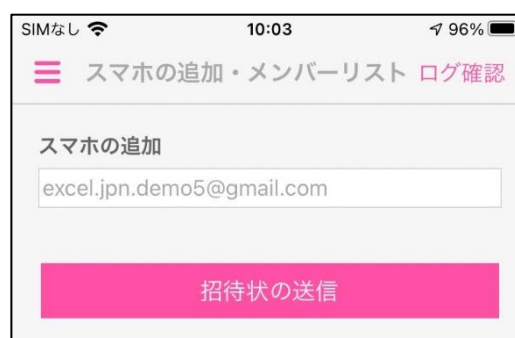 SIMなし 10:03 96%
スマホの追加・メンバーリスト ログ確認
スマホの追加
excel.jpn.demo5@gmail.com
招待状の送信